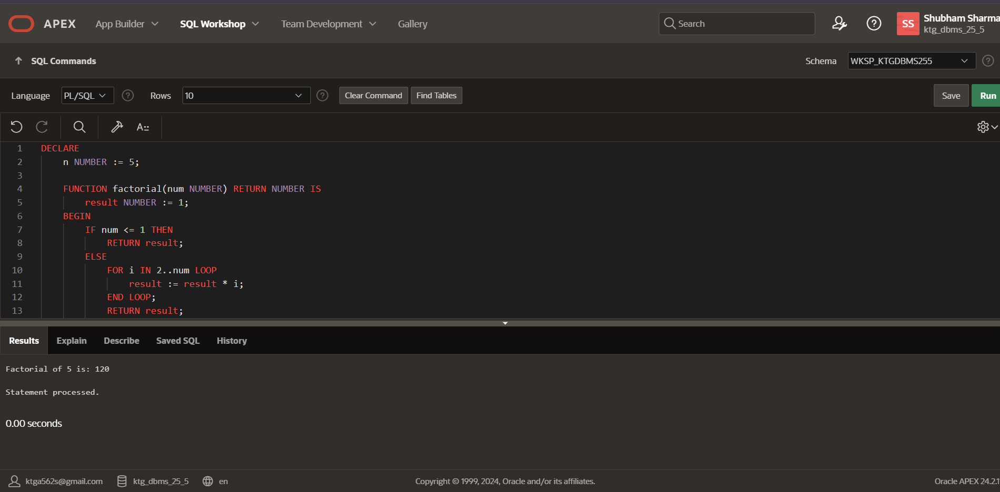 APEX App Builder SQL Workshop Team Development Gallery Search SS Shubham Sharma
ktg_dbms_25_5
SQL Commands Schema WKSP_KTGDBMS255
Language PL/SQL Rows 10 Clear Command Find Tables Save Run
A
1 DECLARE
2 n NUMBER := 5;
3
4 FUNCTION factorial(num NUMBER) RETURN NUMBER IS
5 result NUMBER := 1;
6 BEGIN
7 IF num <= 1 THEN
8 RETURN result;
9 ELSE
10 FOR i IN 2..num LOOP
11 result := result * i;
12 END LOOP;
13 RETURN result;
Results Explain Describe Saved SQL History
Factorial of 5 is: 120
Statement processed.
0.00 seconds
ktga562s@gmail.com ktg_dbms_25_5 en Copyright © 1999, 2024, Oracle and/or its affiliates. Oracle APEX 24.2.1